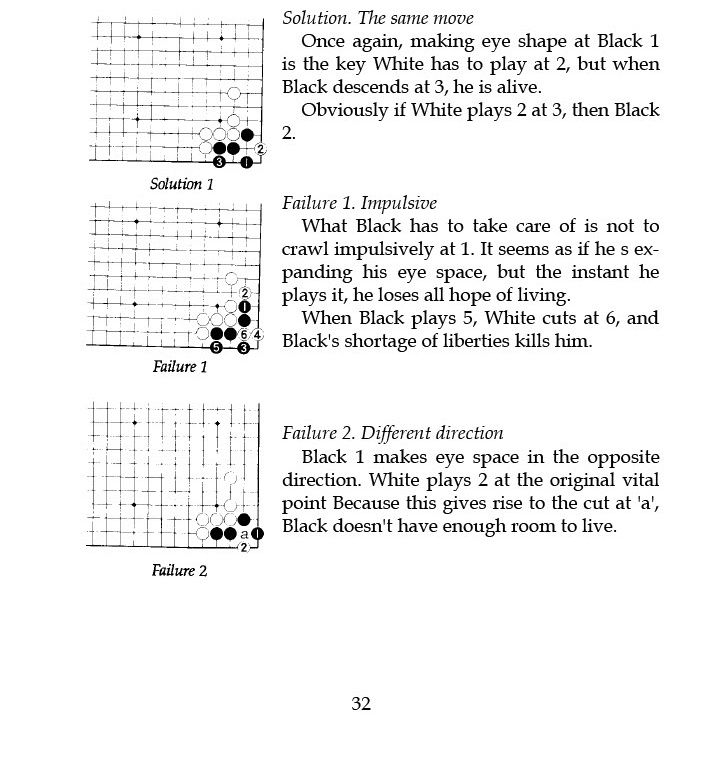 Solution. The same move
Once again, making eye shape at Black 1
is the key White has to play at 2, but when
Black descends at 3, he is alive.
Obviously if White plays 2 at 3, then Black
2.
2
3 1
Solution 1
Failure 1. Impulsive
What Black has to take care of is not to
crawl impulsively at 1. It seems as if he s ex-
panding his eye space, but the instant he
plays it, he loses all hope of living.
When Black plays 5, White cuts at 6, and
Black's shortage of liberties kills him.
2
1
6 4
5 3
Failure 1
Failure 2. Different direction
Black 1 makes eye space in the opposite
direction. White plays 2 at the original vital
point Because this gives rise to the cut at 'a',
Black doesn't have enough room to live.
a 1
2
Failure 2
32